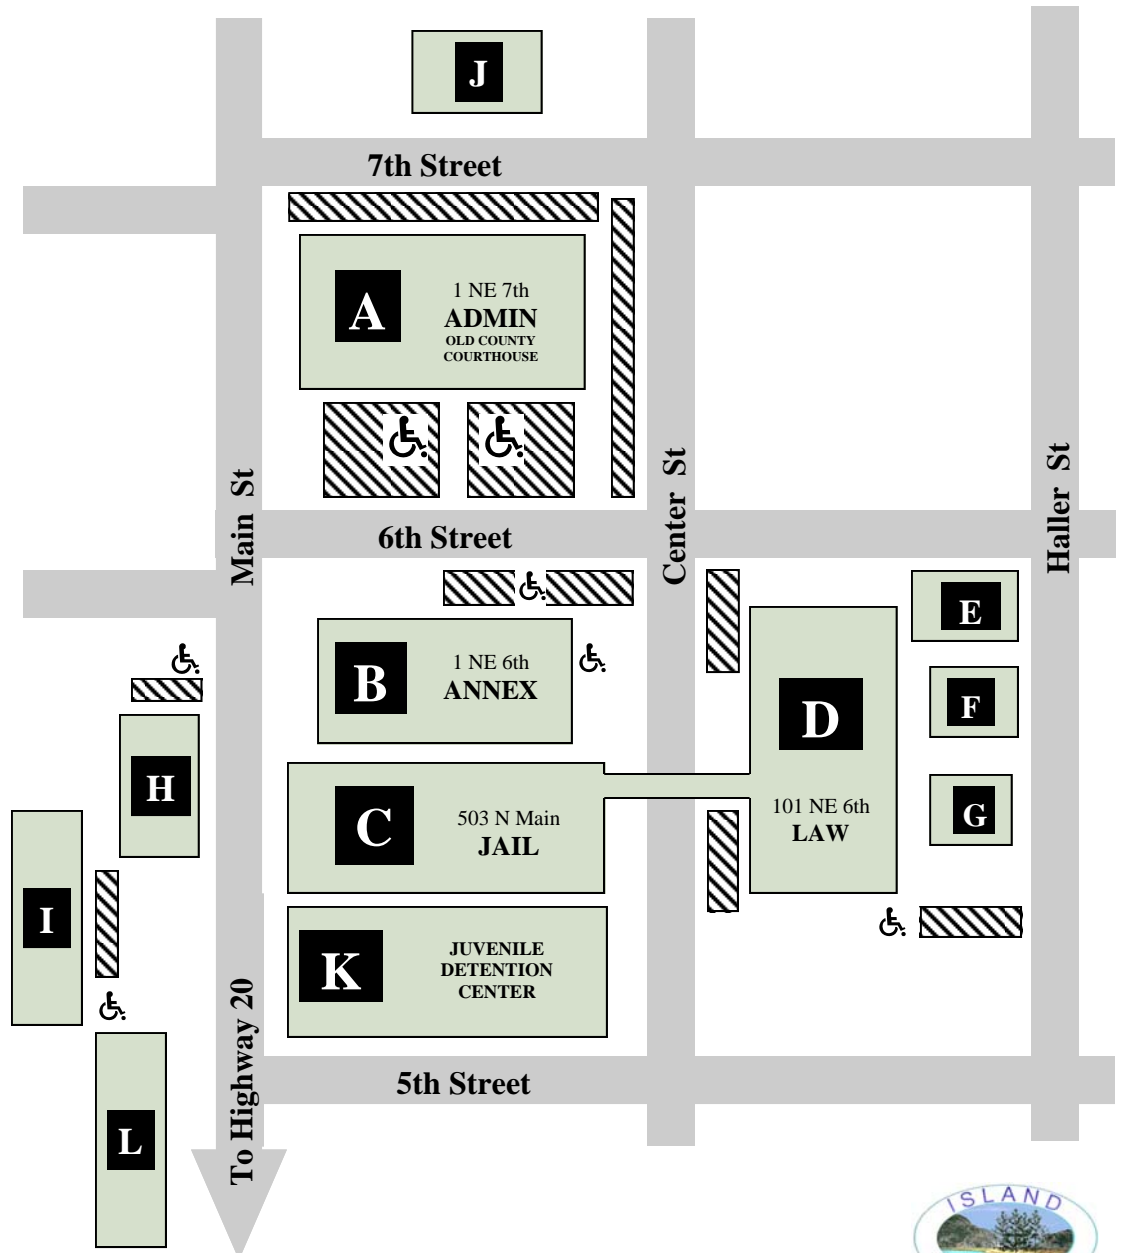 J
7th Street
A
1 NE 7th
ADMIN
OLD COUNTY
COURTHOUSE
Main St
Center St
Haller St
6th Street
B
1 NE 6th
ANNEX
D
101 NE 6th
LAW
E
F
G
H
C
503 N Main
JAIL
I
K
JUVENILE
DETENTION
CENTER
To Highway 20
5th Street
L
ISLAND